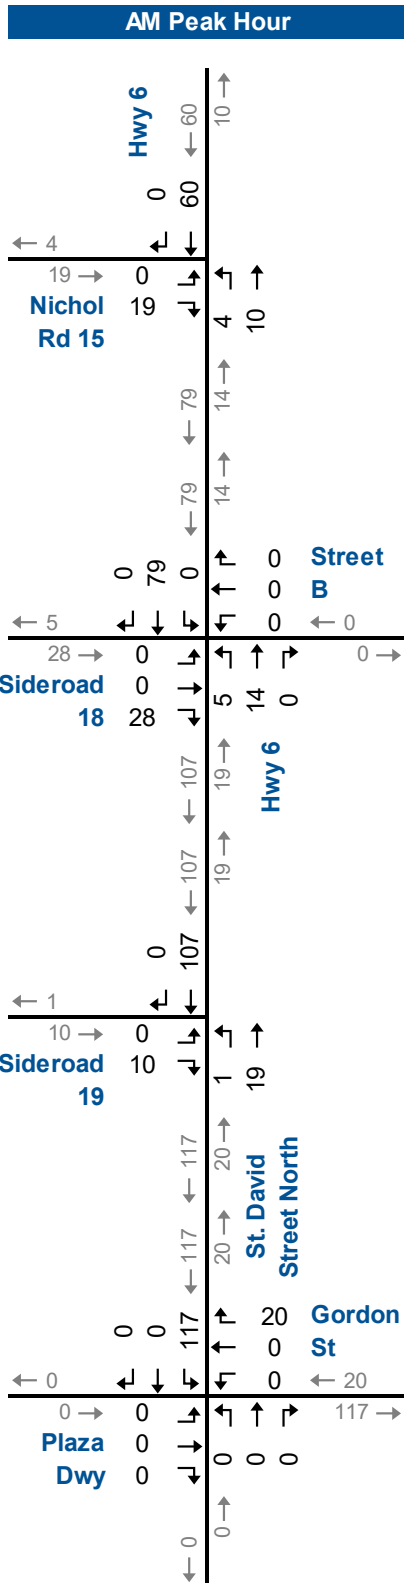 AM Peak Hour
Hwy 6
← 60
10 →
0 60
← 4
19 → 0
Nichol 19
Rd 15
4 10
← 79
14 →
← 79
14 →
0 79 0
0 Street
0 B
← 5
0 ← 0
28 → 0
0 →
Sideroad 0
18 28
5 14 0
← 107
19 →
Hwy 6
← 107
19 →
0 107
← 1
10 → 0
Sideroad 10
19
1 19
← 117
20 →
← 117
20 →
St. David
Street North
0 0 117
20 Gordon
0 St
← 0
0 ← 20
0 → 0
117 →
Plaza 0
Dwy 0
0 0 0
← 0
0 →